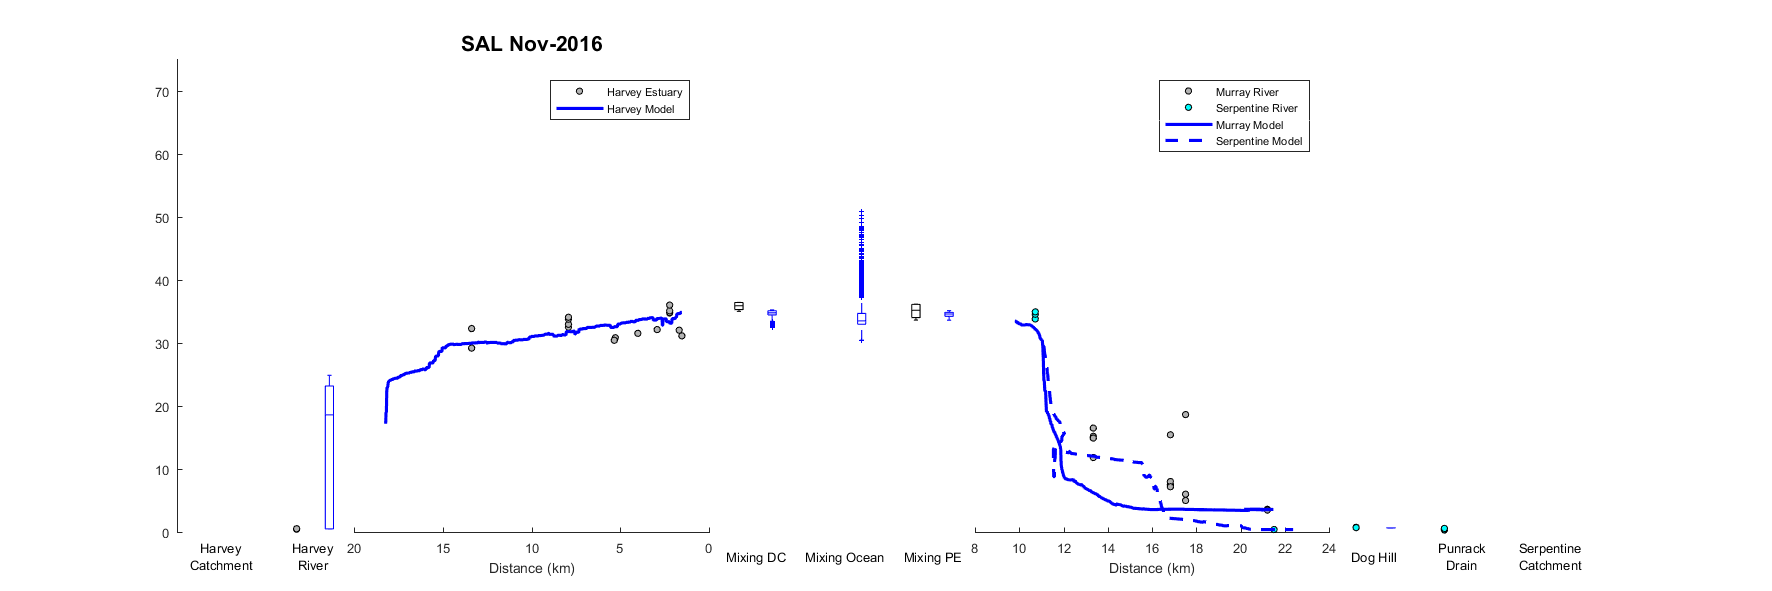 SAL Nov-2016
Harvey Estuary
Harvey Model
Murray River
Serpentine River
Murray Model
Serpentine Model
70
60
50
40
30
20
10
0
20 15 10 5 0
8 10 12 14 16 18 20 22 24
Harvey
Catchment
Harvey
River
Distance (km)
Mixing DC
Mixing Ocean
Mixing PE
Distance (km)
Dog Hill
Punrack
Drain
Serpentine
Catchment